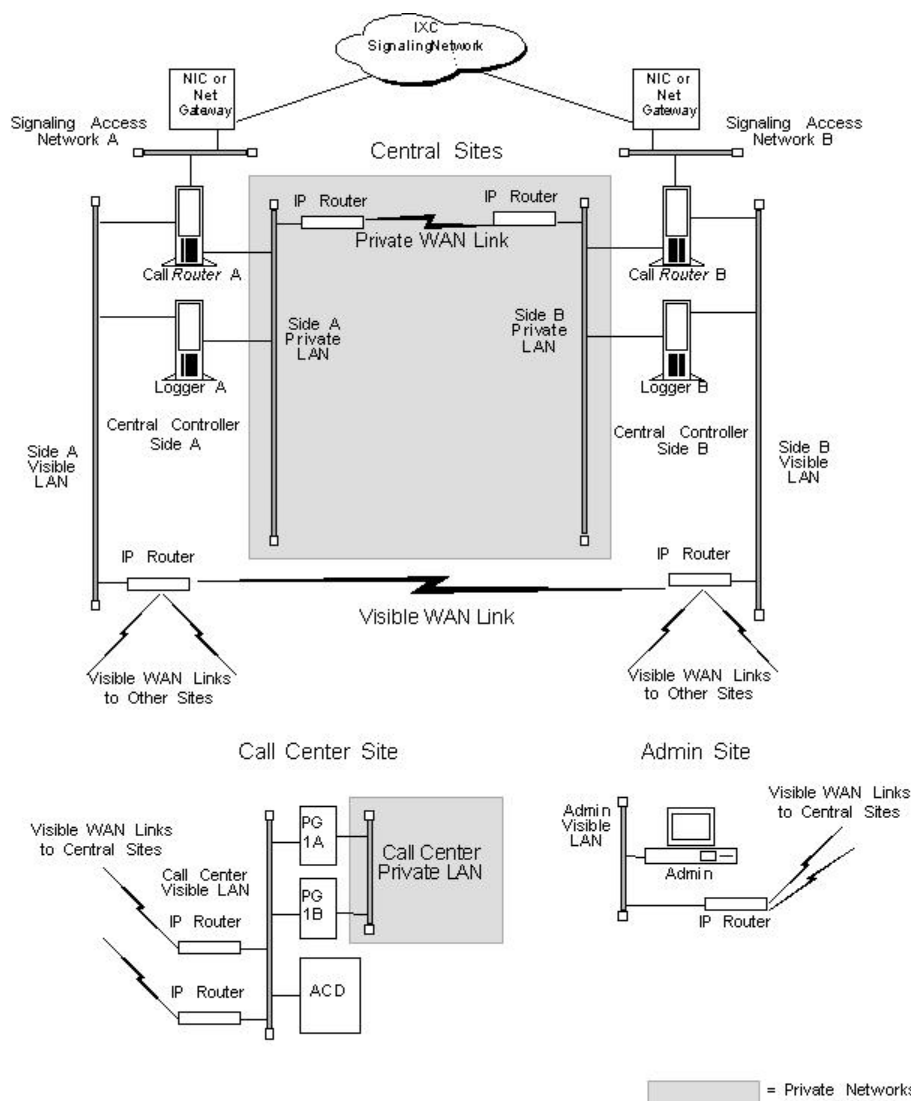 IXC
SignalingNetwork
NIC or
Net
Gateway
NIC or
Net
Gateway
Signaling Access
Network A
Signaling Access
Network B
Central Sites
IP Router
IP Router
Private WAN Link
Call Router A
Call Router B
Side A
Private
LAN
Side B
Private
LAN
Logger A
Logger B
Central Controller
Side A
Central Controller
Side B
Side A
Visible
LAN
Side B
Visible
LAN
IP Router
IP Router
Visible WAN Link
Visible WAN Links
to Other Sites
Visible WAN Links
to Other Sites
Call Center Site
Admin Site
Visible WAN Links
to Central Sites
Call Center
Visible LAN
IP Router
IP Router
PG
1A
PG
1B
ACD
Call Center
Private LAN
Admin
Visible
LAN
Admin
IP Router
Visible WAN Links
to Central Sites
= Private Networks